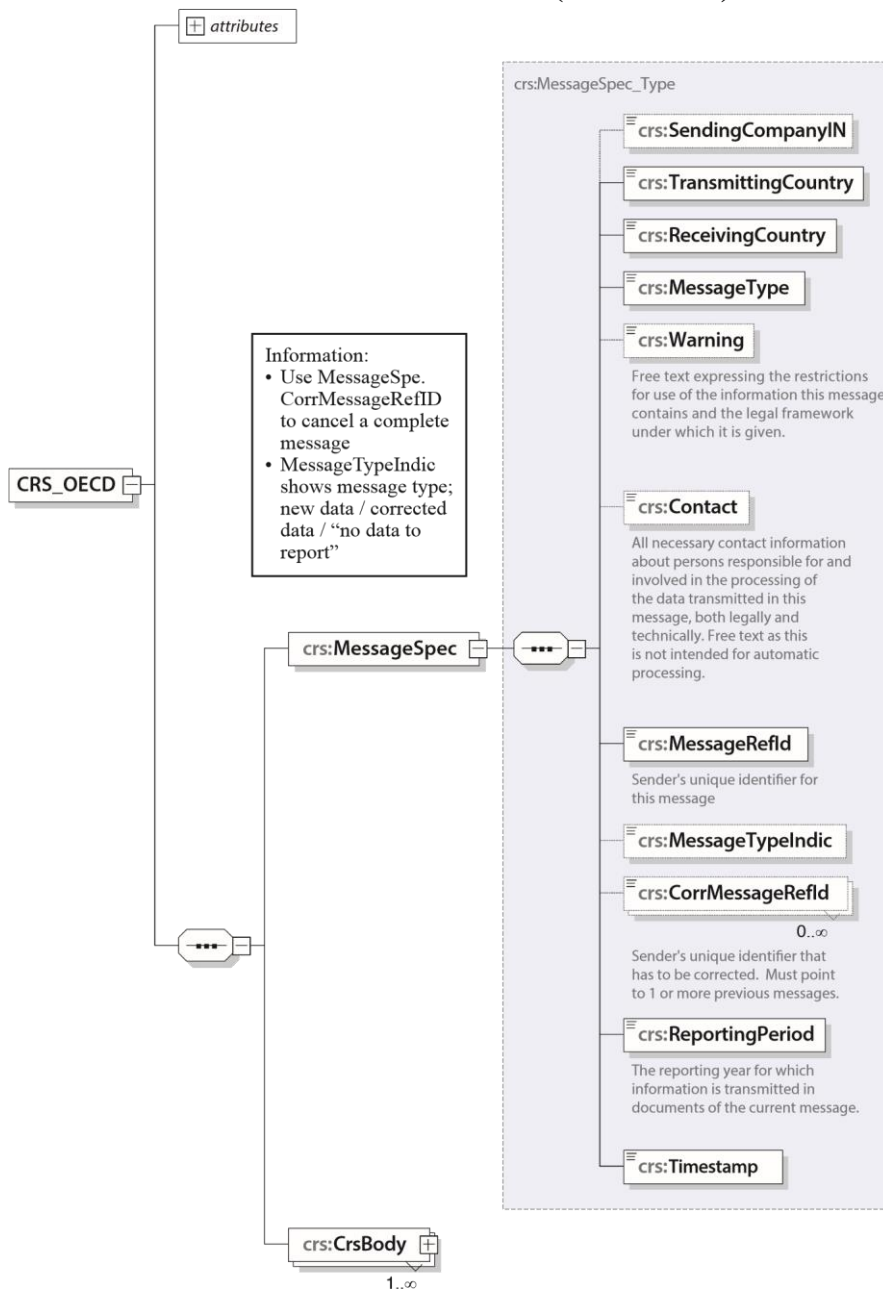 attributes
crs:MessageSpec_Type
crs:SendingCompanyIN
crs:TransmittingCountry
crs:ReceivingCountry
crs:MessageType
crs:Warning
Free text expressing the restrictions
for use of the information this message
contains and the legal framework
under which it is given.
Information:
• Use MessageSpe.
CorrMessageRefID
to cancel a complete
message
• MessageTypeIndic
shows message type;
new data / corrected
data / “no data to
report”
CRS_OECD
crs:Contact
All necessary contact information
about persons responsible for and
involved in the processing of
the data transmitted in this
message, both legally and
technically. Free text as this
is not intended for automatic
processing.
crs:MessageSpec
crs:MessageRefId
Sender's unique identifier for
this message
crs:MessageTypeIndic
crs:CorrMessageRefId
0..∞
Sender's unique identifier that
has to be corrected. Must point
to 1 or more previous messages.
crs:ReportingPeriod
The reporting year for which
information is transmitted in
documents of the current message.
crs:Timestamp
crs:CrsBody
1..∞